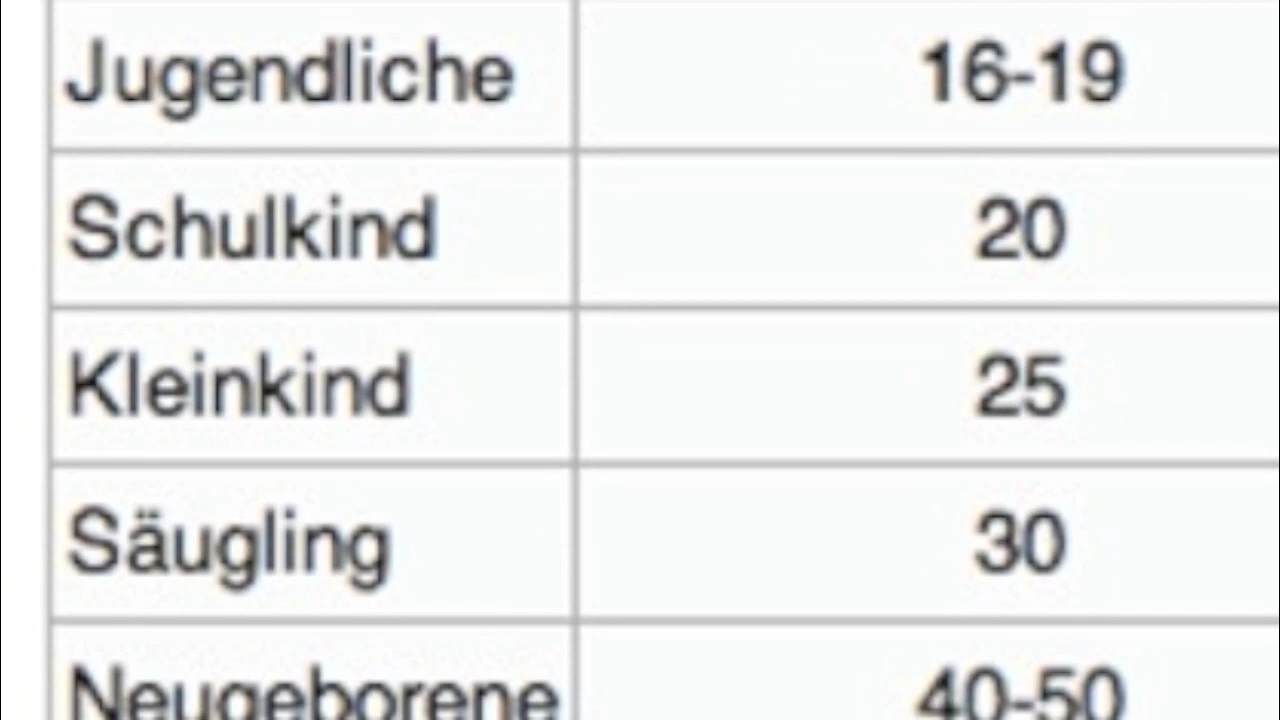 Jugendliche 16-19
Schulkind 20
Kleinkind 25
Säugling 30
Neugeborene 40-50